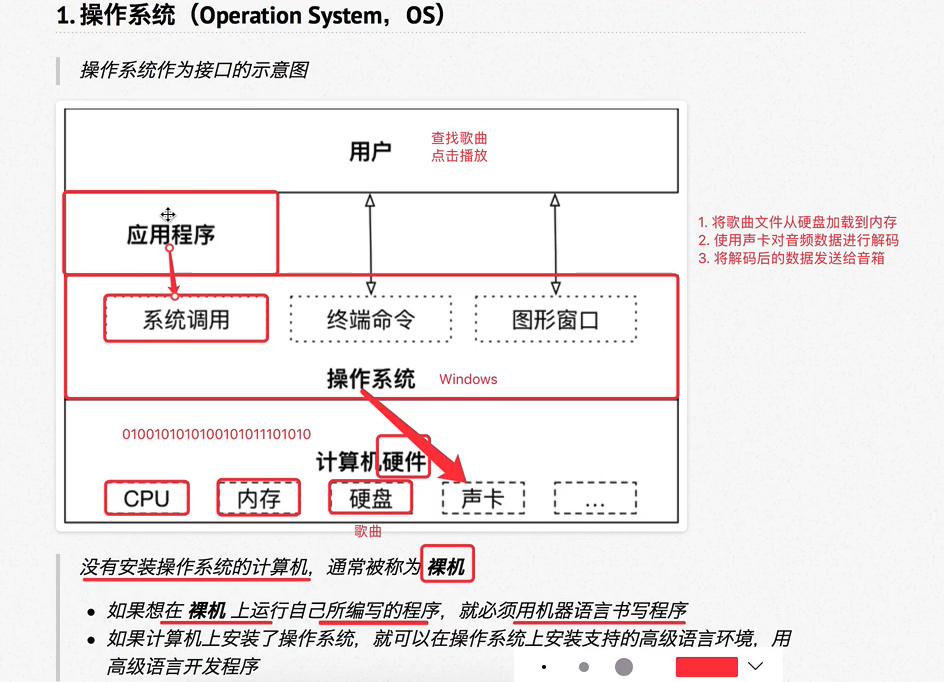 1. 操作系统（Operation System，OS）
操作系统作为接口的示意图
用户
查找歌曲
点击播放
应用程序
1. 将歌曲文件从硬盘加载到内存
2. 使用声卡对音频数据进行解码
3. 将解码后的数据发送给音箱
系统调用 终端命令 图形窗口
操作系统 Windows
0100101010100101011101010
计算机硬件
CPU 内存 硬盘 声卡 ...
歌曲
没有安装操作系统的计算机，通常被称为 裸机
• 如果想在 裸机 上运行自己所编写的程序，就必须用机器语言书写程序
• 如果计算机上安装了操作系统，就可以在操作系统上安装支持的高级语言环境，用
高级语言开发程序